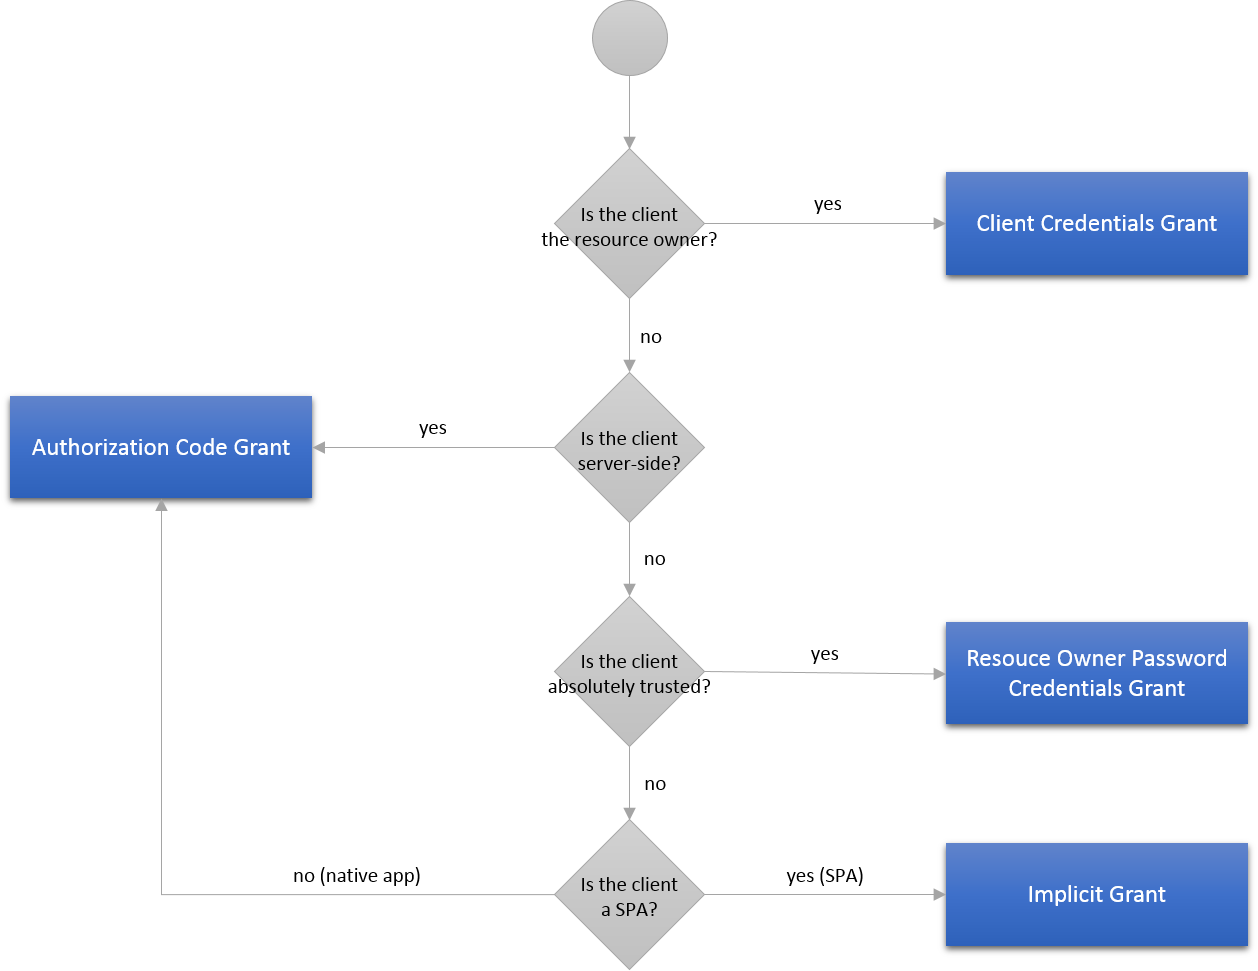 Is the client
the resource owner?
yes
Client Credentials Grant
no
Authorization Code Grant
yes
Is the client
server-side?
no
Is the client
absolutely trusted?
yes
Resouce Owner Password
Credentials Grant
no
no (native app)
Is the client
a SPA?
yes (SPA)
Implicit Grant